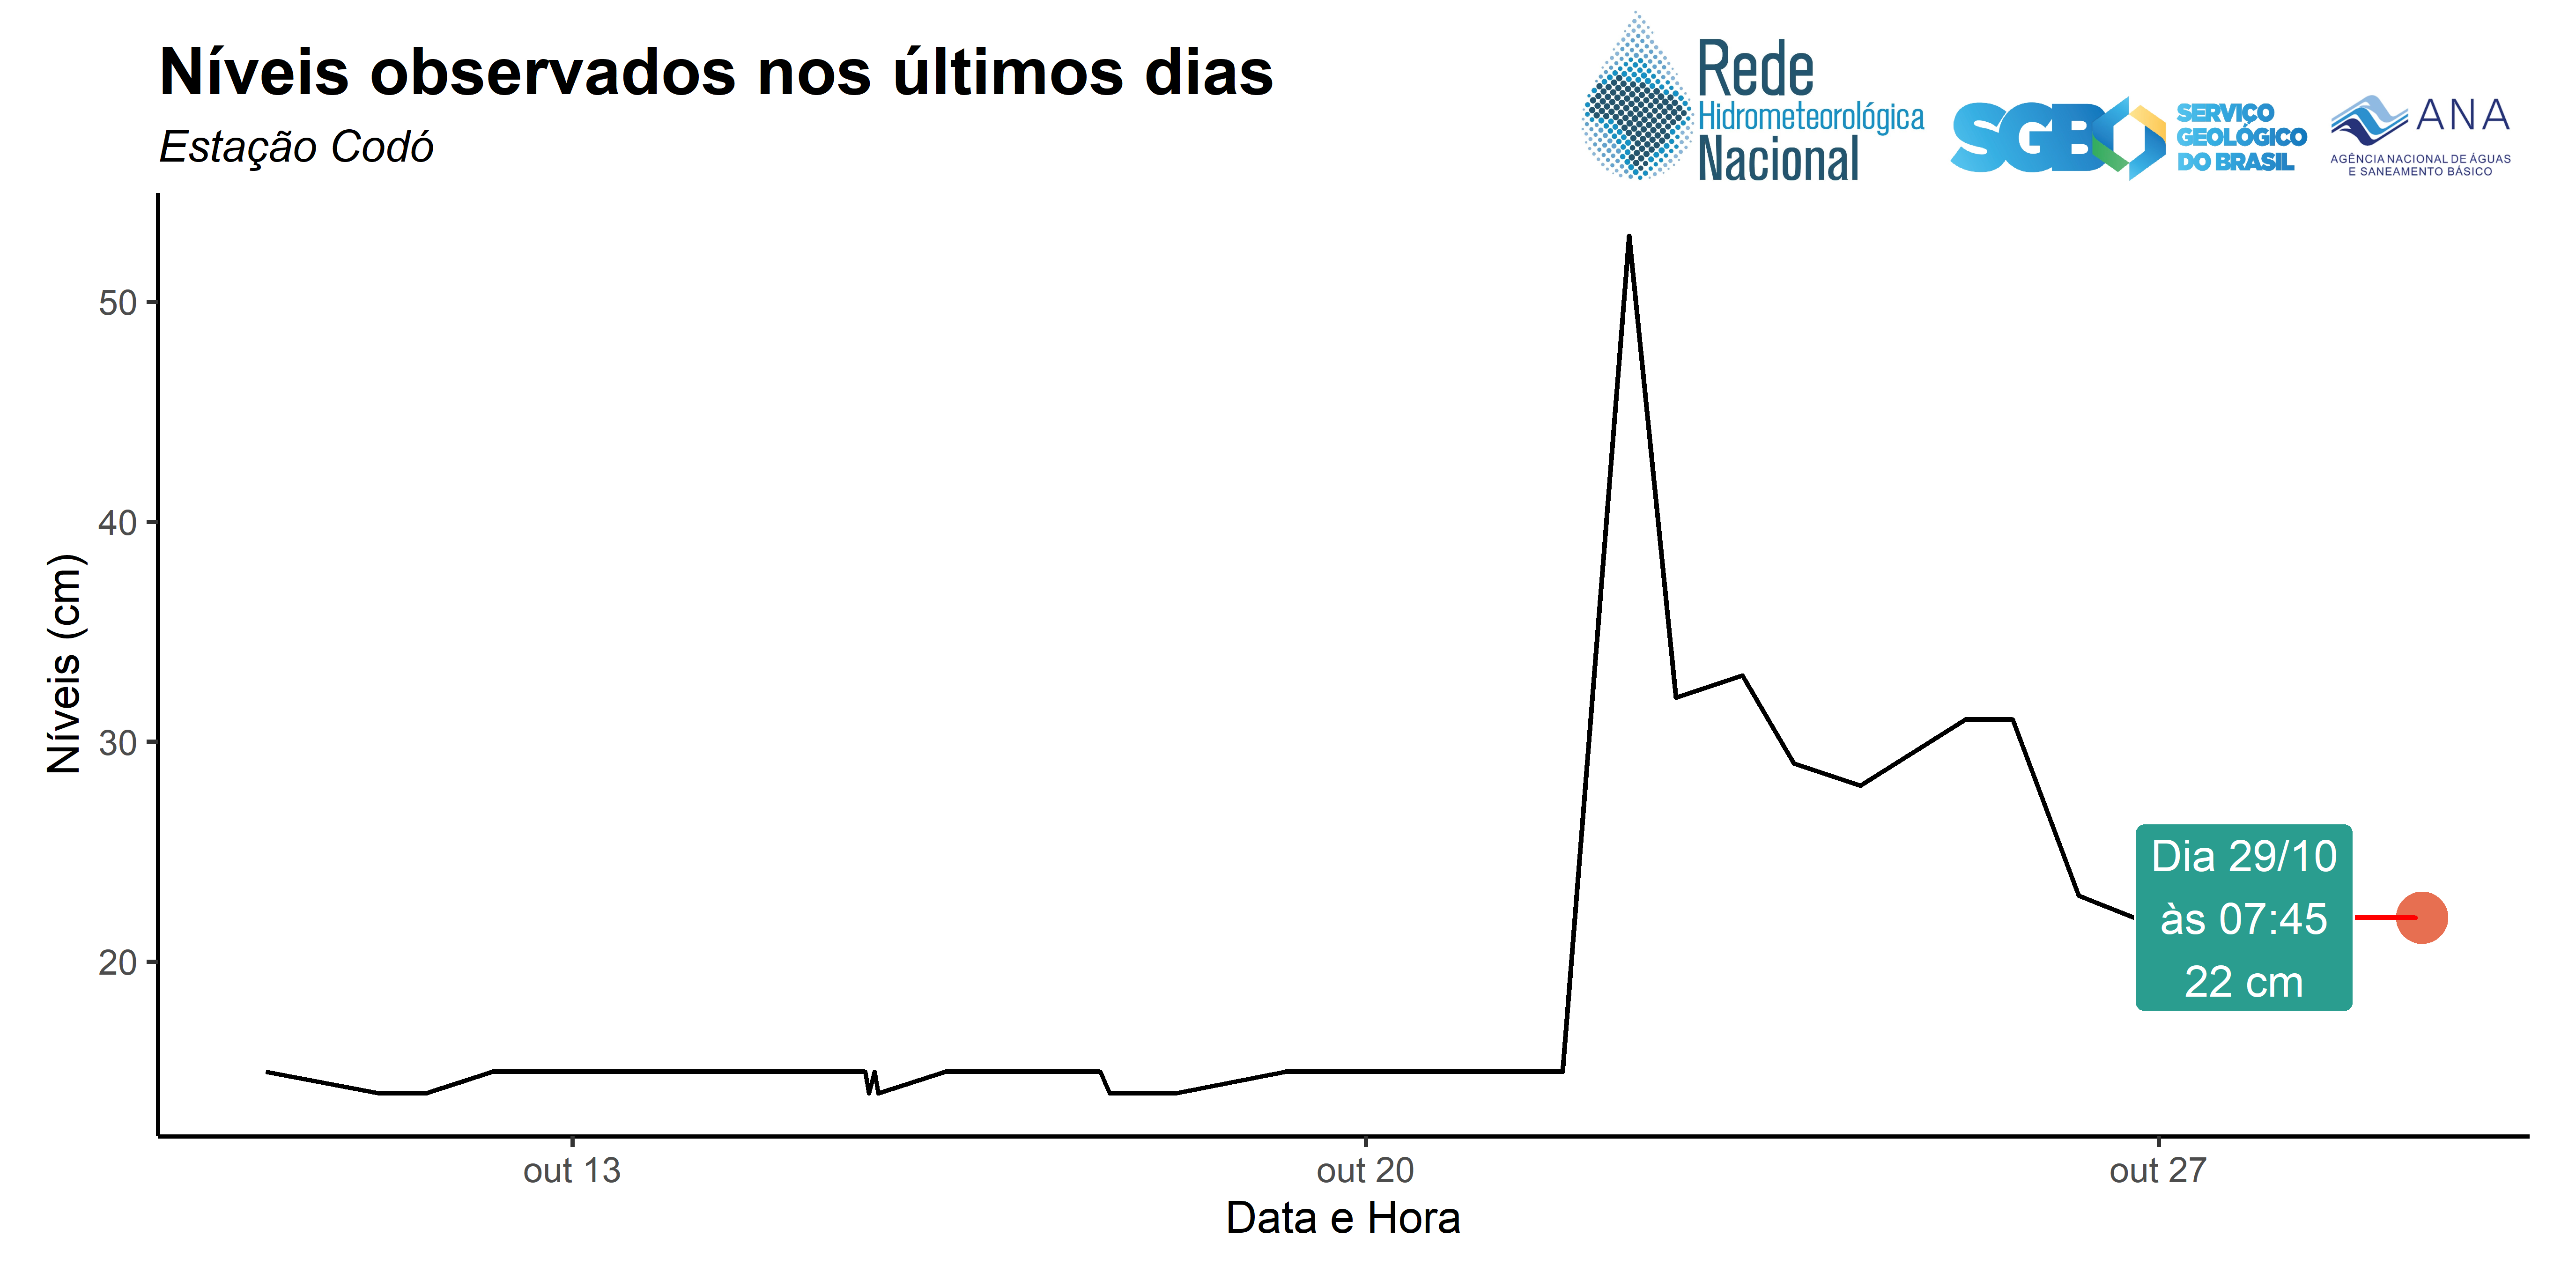 Níveis observados nos últimos dias
Estação Codó
Rede
Hidrometeorológica
Nacional
SGB
SERVIÇO
GEOLÓGICO
DO BRASIL
ANA
AGÊNCIA NACIONAL DE ÁGUAS
E SANEAMENTO BÁSICO
Níveis (cm)
50
40
30
20
Dia 29/10
às 07:45
22 cm
out 13
out 20
out 27
Data e Hora